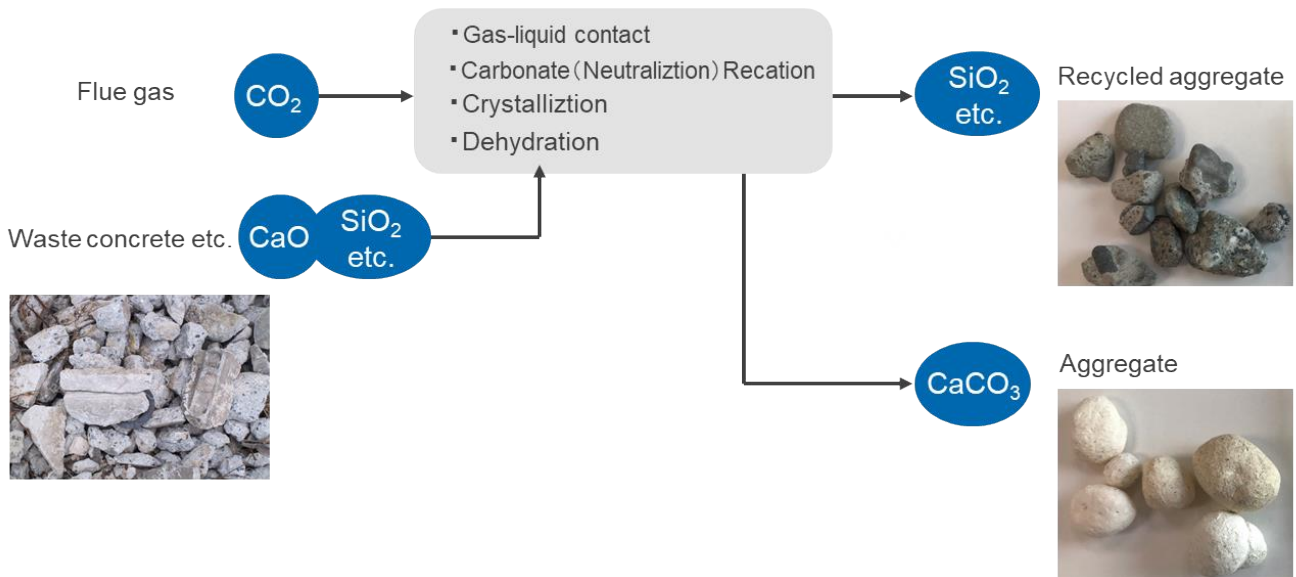 Flue gas
CO₂
・Gas-liquid contact
・Carbonate(Neutraliztion)Recation
・Crystalliztion
・Dehydration
SiO₂
etc.
Recycled aggregate
Waste concrete etc.
CaO
SiO₂
etc.
CaCO₃
Aggregate